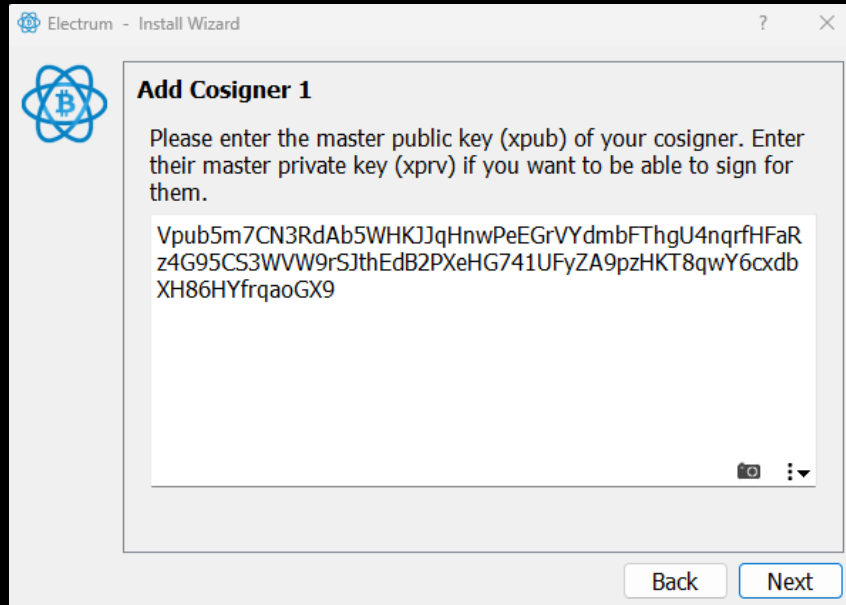 Electrum - Install Wizard
?
Add Cosigner 1
Please enter the master public key (xpub) of your cosigner. Enter
their master private key (xprv) if you want to be able to sign for
them.
Vpub5m7CN3RdAb5WHKJJqHnwPeEGrVYdmbFThgU4nqrfHFaR
z4G95CS3WVW9rSJthEdB2PXeHG741UFyZA9pzHKT8qwY6cxdb
XH86HYfrqaoGX9
Back
Next